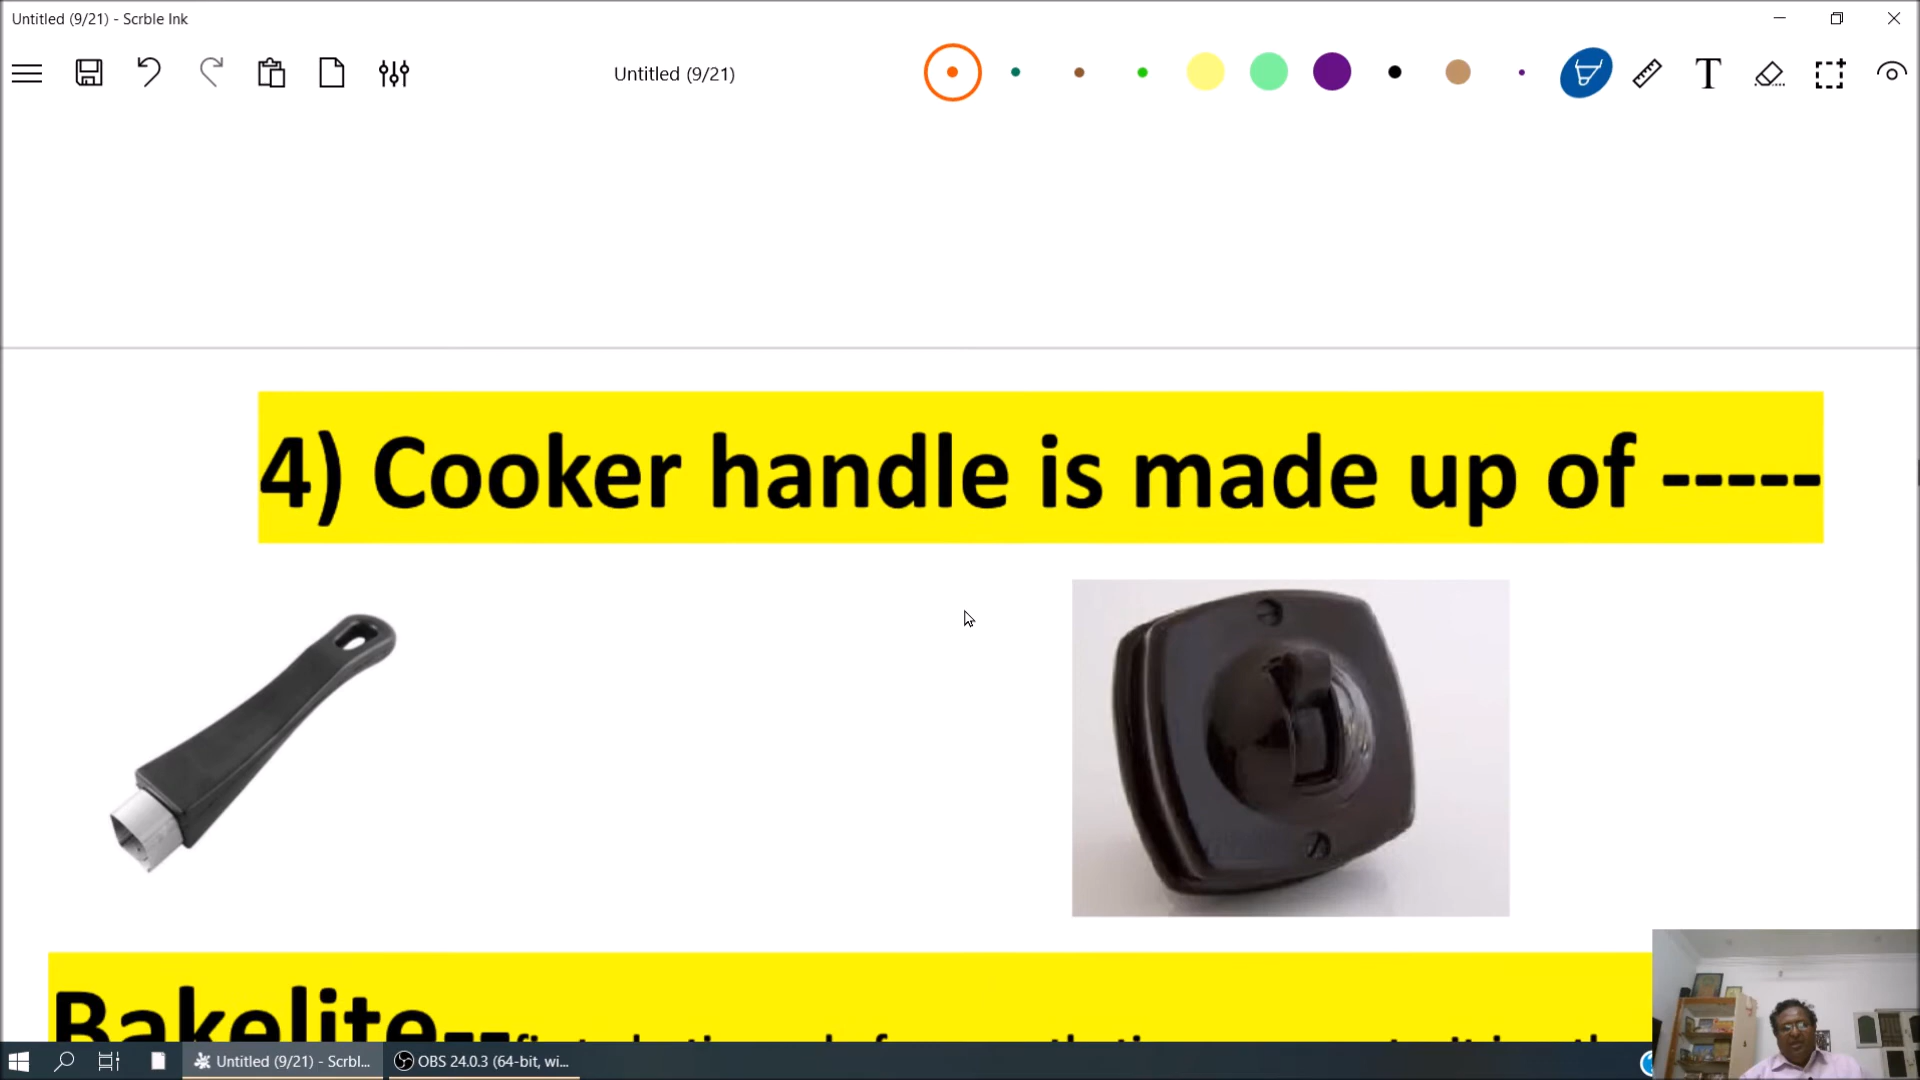 Untitled (9/21) - Scrble Ink
Untitled (9/21)
T
4) Cooker handle is made up of -----
Bakelite--
Untitled (9/21) - Scrbl...
OBS 24.0.3 (64-bit, wi...